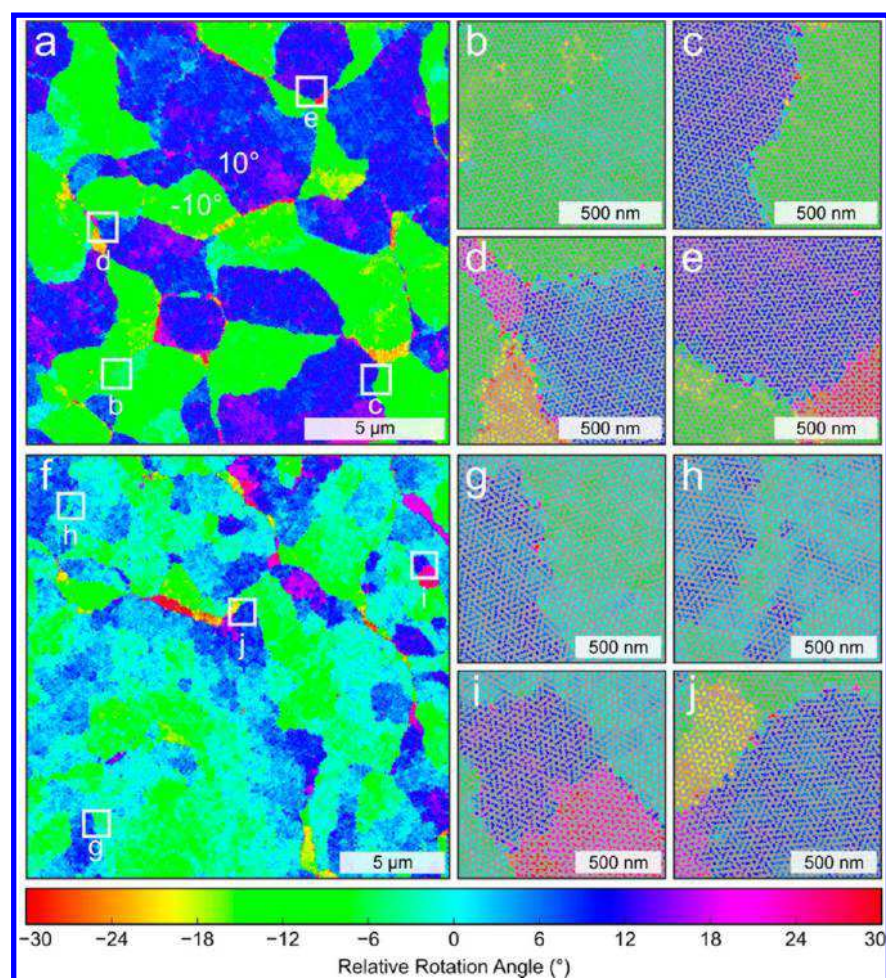 a
10°
-10°
e
d
b
c
5 μm
b
500 nm
c
500 nm
d
500 nm
e
500 nm
f
h
i
j
g
5 μm
g
500 nm
h
500 nm
i
500 nm
j
500 nm
−30 −24 −18 −12 −6 0 6 12 18 24 30
Relative Rotation Angle (°)